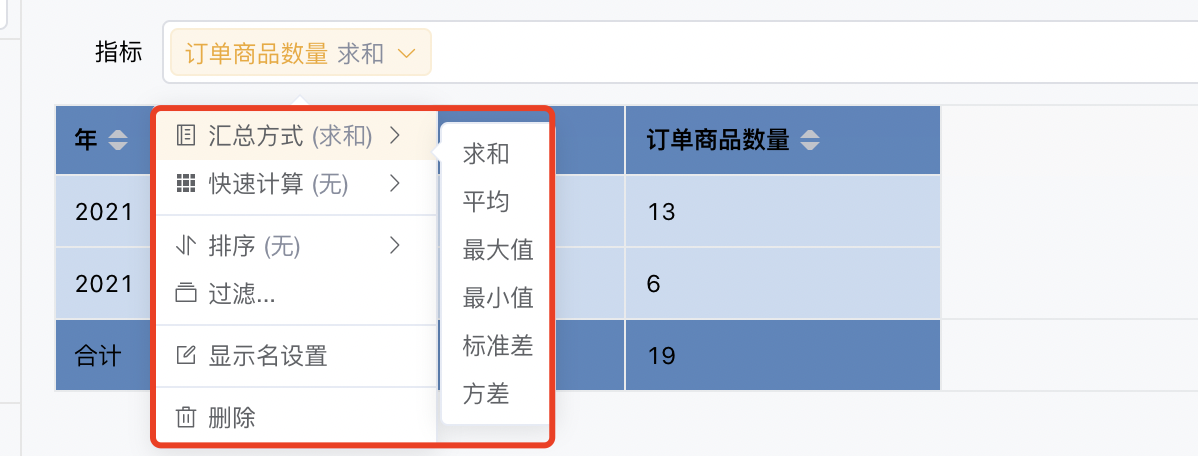 指标
订单商品数量 求和
年
订单商品数量
汇总方式 (求和)
快速计算 (无)
排序 (无)
过滤...
显示名设置
删除
求和
平均
最大值
最小值
标准差
方差
2021
13
2021
6
合计
19